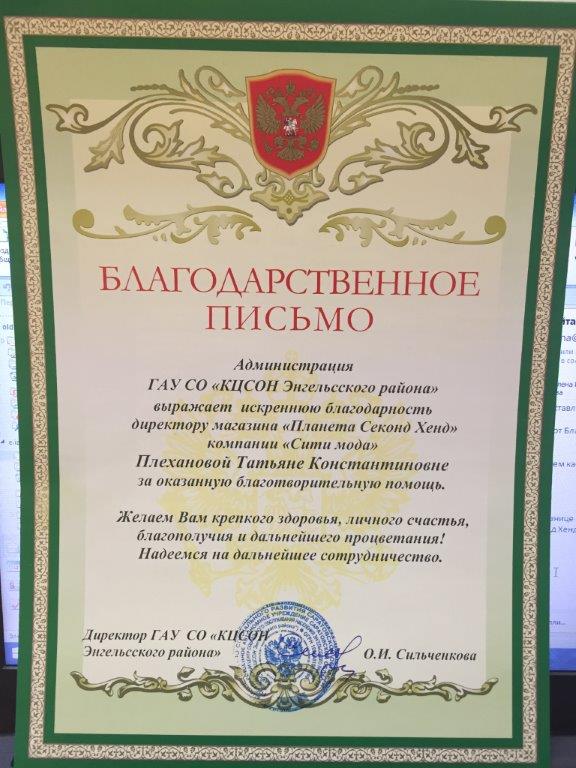 БЛАГОДАРСТВЕННОЕ
ПИСЬМО
Администрация
ГАУ СО «КЦСОН Энгельсского района»
выражает искреннюю благодарность
директору магазина «Планета Секонд Хенд»
компании «Сити мода»
Плехановой Татьяне Константиновне
за оказанную благотворительную помощь.
Желаем Вам крепкого здоровья, личного счастья,
благополучия и дальнейшего процветания!
Надеемся на дальнейшее сотрудничество.
Директор ГАУ СО «КЦСОН
Энгельсского района»
О.И. Сильченкова